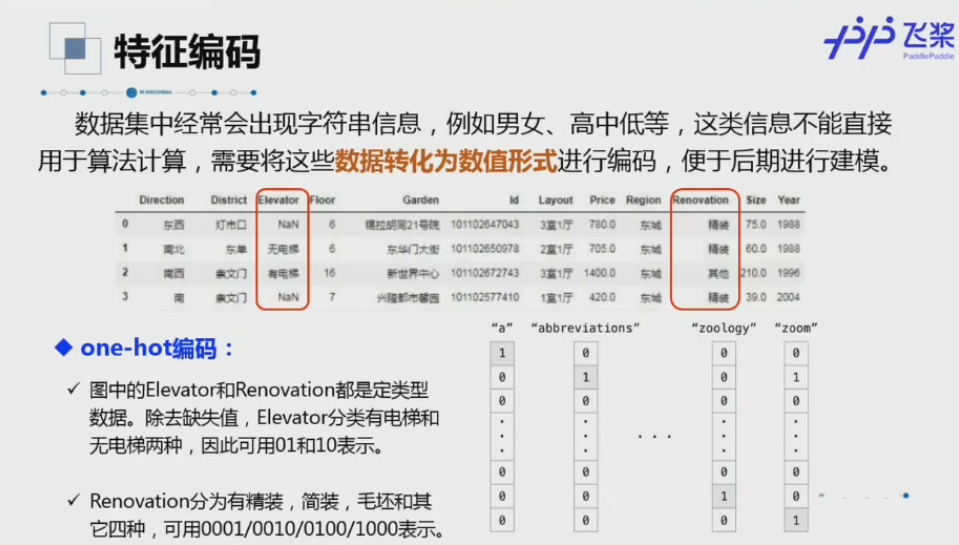 特征编码
飞桨
PaddlePaddle
数据集中经常会出现字符串信息，例如男女、高中低等，这类信息不能直接
用于算法计算，需要将这些数据转化为数值形式进行编码，便于后期进行建模。
Direction District Elevator Floor Garden Id Layout Price Region Renovation Size Year
0 东西 灯市口 NaN 6 锡拉胡同21号院 101102647043 3室1厅 780.0 东城 精装 75.0 1988
1 南北 东单 无电梯 6 东华门大街 101102650978 2室1厅 705.0 东城 精装 60.0 1988
2 南西 崇文门 有电梯 16 新世界中心 101102672743 3室1厅 1400.0 东城 其他 210.0 1996
3 南 崇文门 NaN 7 兴隆都市馨园 101102577410 1室1厅 420.0 东城 精装 39.0 2004
one-hot编码：
图中的Elevator和Renovation都是定类型
数据。除去缺失值，Elevator分类有电梯和
无电梯两种，因此可用01和10表示。
Renovation分为有精装，简装，毛坯和其
它四种，可用0001/0010/0100/1000表示。
“a” “abbreviations” “zoology” “zoom”
1 0 0 0
0 1 0 1
0 0 0 0
. . . .
. . ... . .
. . . .
0 0 0 0
0 0 1 0
0 0 0 1